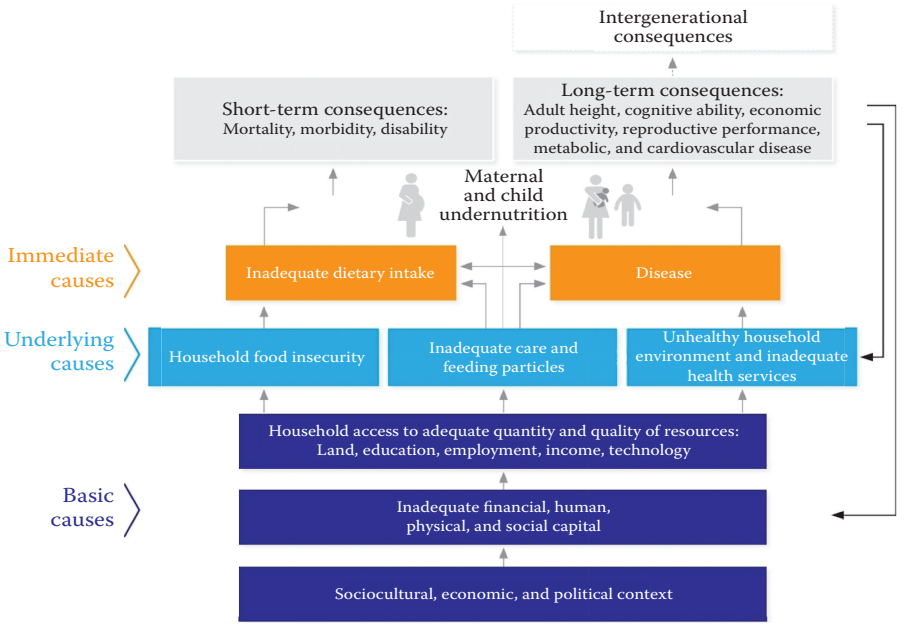 Intergenerational
consequences
Short-term consequences:
Mortality, morbidity, disability
Long-term consequences:
Adult height, cognitive ability, economic
productivity, reproductive performance,
metabolic, and cardiovascular disease
Maternal
and child
undernutrition
Immediate
causes
Inadequate dietary intake
Disease
Underlying
causes
Household food insecurity
Inadequate care and
feeding particles
Unhealthy household
environment and inadequate
health services
Household access to adequate quantity and quality of resources:
Land, education, employment, income, technology
Basic
causes
Inadequate financial, human,
physical, and social capital
Sociocultural, economic, and political context